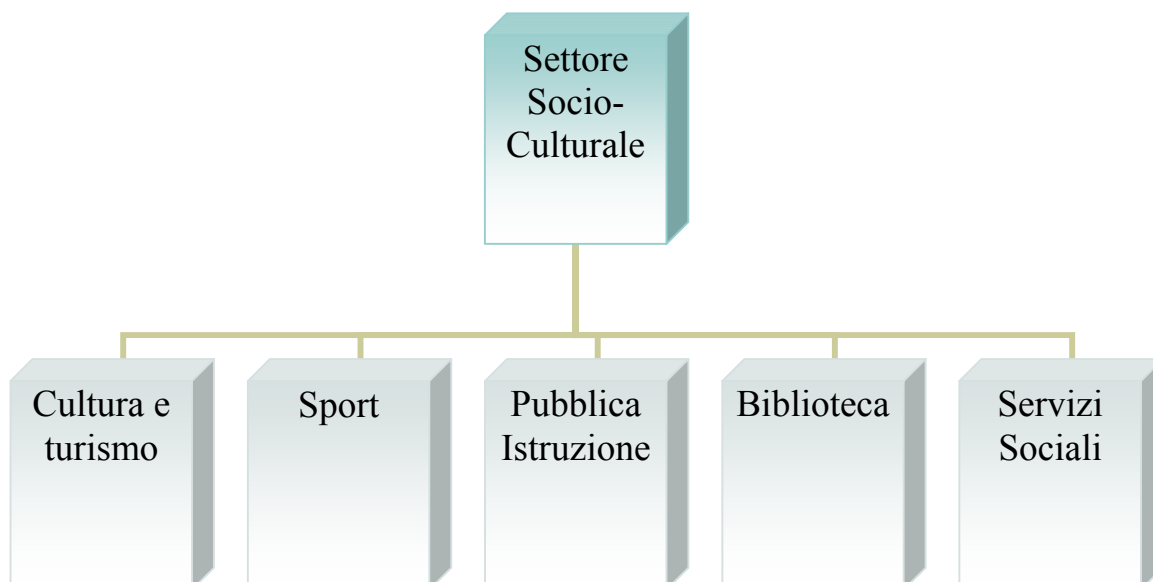 Settore
Socio-
Culturale
Cultura e
turismo
Sport
Pubblica
Istruzione
Biblioteca
Servizi
Sociali